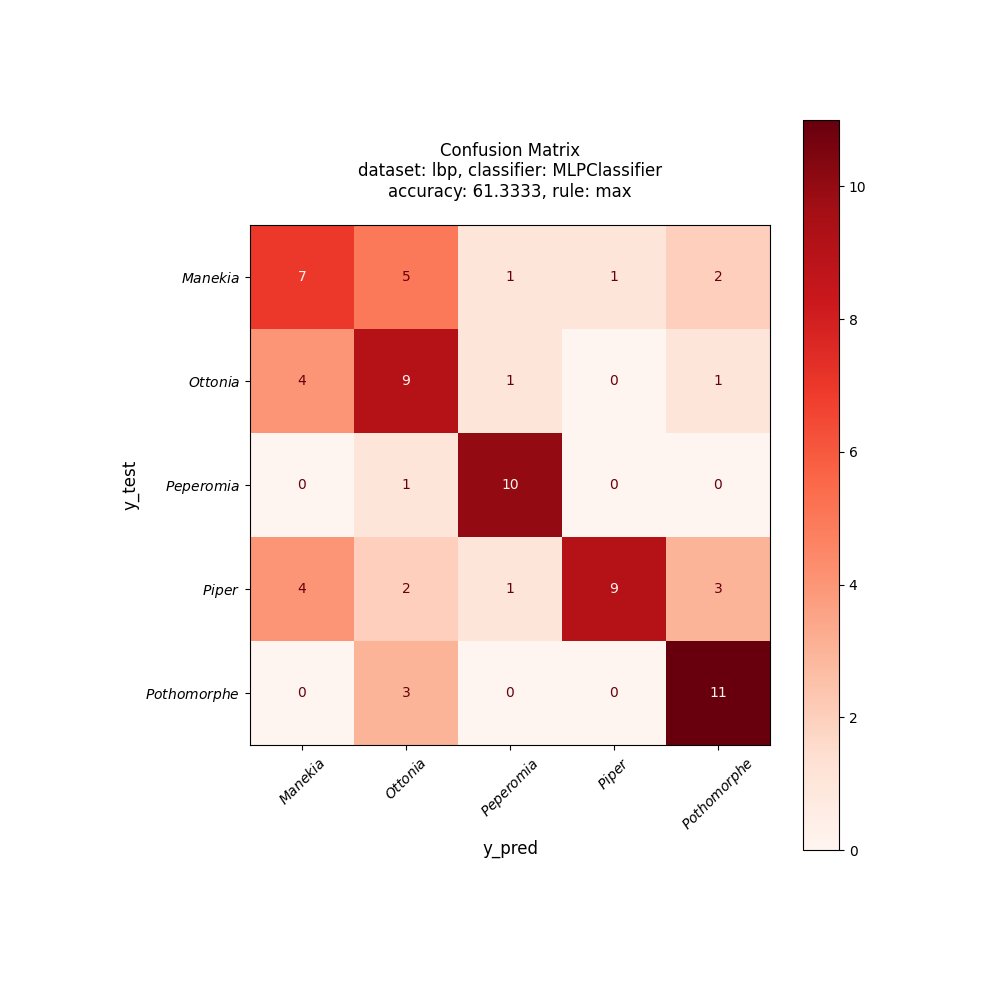 Confusion Matrix
dataset: lbp, classifier: MLPClassifier
accuracy: 61.3333, rule: max
y_test
Manekia 7 5 1 1 2
Ottonia 4 9 1 0 1
Peperomia 0 1 10 0 0
Piper 4 2 1 9 3
Pothomorphe 0 3 0 0 11
Manekia Ottonia Peperomia Piper Pothomorphe
y_pred
10
8
6
4
2
0